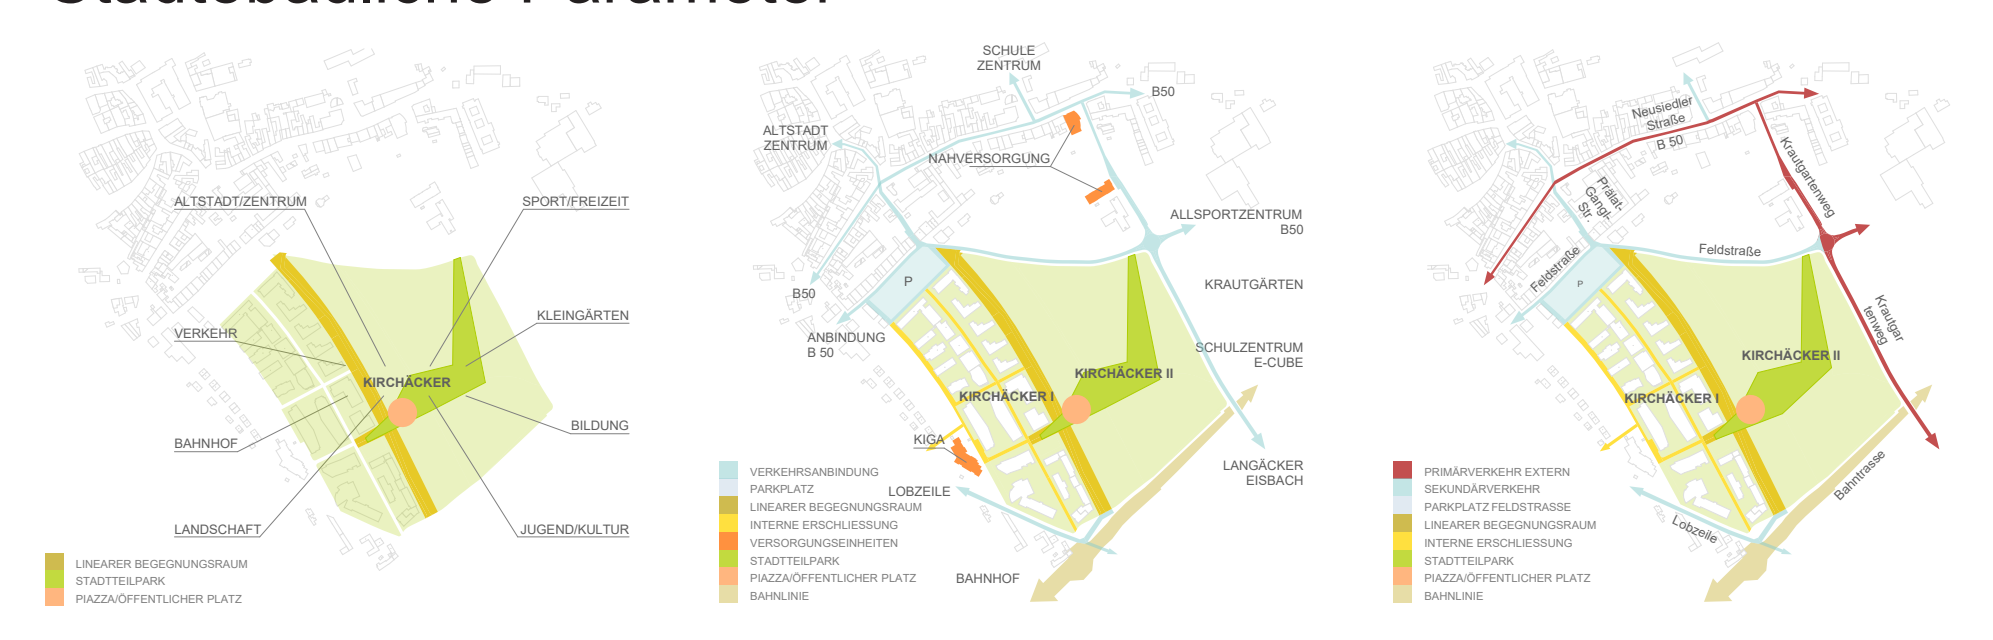 Städtebauliche Parameter
ALTSTADT/ZENTRUM
SPORT/FREIZEIT
VERKEHR
KLEINGÄRTEN
KIRCHÄCKER
BAHNHOF
BILDUNG
LANDSCHAFT
JUGEND/KULTUR
LINEARER BEGEGNUNGSRAUM
STADTTEILPARK
PIAZZA/ÖFFENTLICHER PLATZ
SCHULE
ZENTRUM
B50
ALTSTADT
ZENTRUM
NAHVERSORGUNG
ALLSPORTZENTRUM
B50
P
B50
KRAUTGÄRTEN
ANBINDUNG
B 50
SCHULZENTRUM
E-CUBE
KIRCHÄCKER II
KIRCHÄCKER I
KIGA
LANGÄCKER
EISBACH
LOBZEILE
BAHNHOF
VERKEHRSANBINDUNG
PARKPLATZ
LINEARER BEGEGNUNGSRAUM
INTERNE ERSCHLIESSUNG
VERSORGUNGSEINHEITEN
STADTTEILPARK
PIAZZA/ÖFFENTLICHER PLATZ
BAHNLINIE
Neusiedler
Straße
B 50
Krautgartenweg
Prälat-
Gangl-
Str.
Feldstraße
Feldstraße
P
Krautgar
tenweg
KIRCHÄCKER II
KIRCHÄCKER I
Bahntrasse
Lobzeile
PRIMÄRVERKEHR EXTERN
SEKUNDÄRVERKEHR
PARKPLATZ FELDSTRASSE
LINEARER BEGEGNUNGSRAUM
INTERNE ERSCHLIESSUNG
STADTTEILPARK
PIAZZA/ÖFFENTLICHER PLATZ
BAHNLINIE